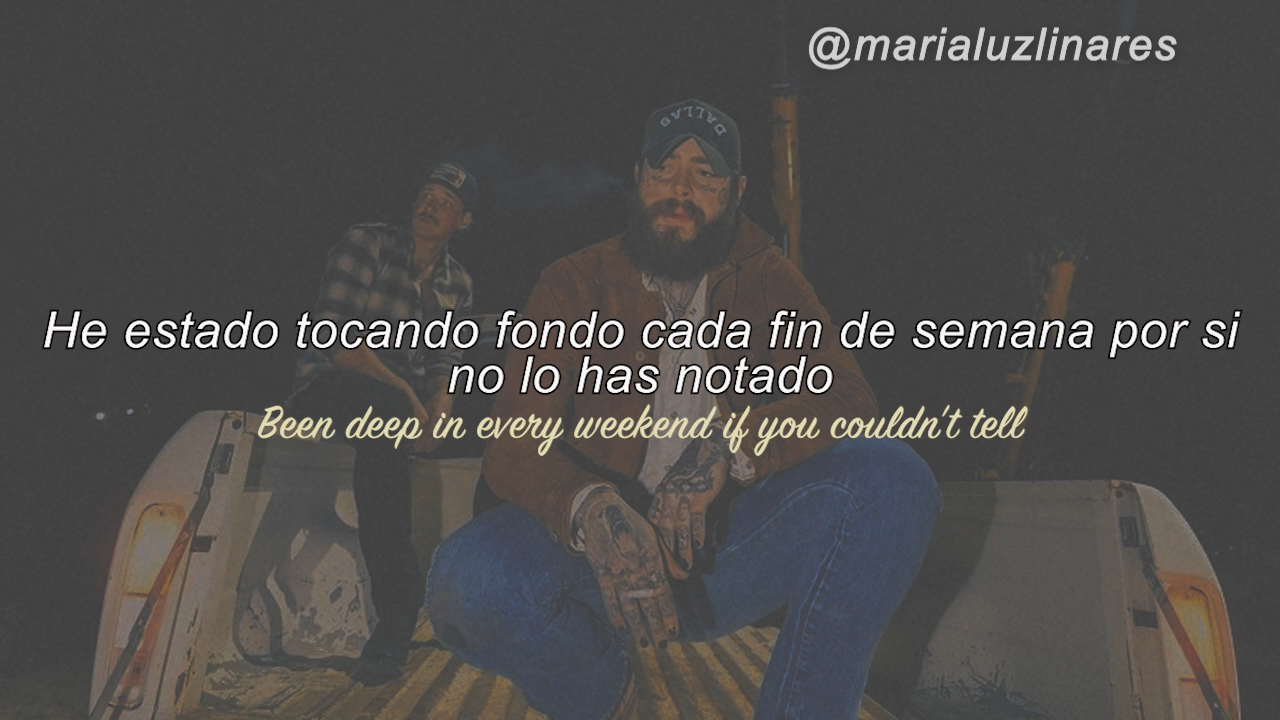 @marialuzlinares
DALLAS
He estado tocando fondo cada fin de semana por si
no lo has notado
Been deep in every weekend if you couldn't tell